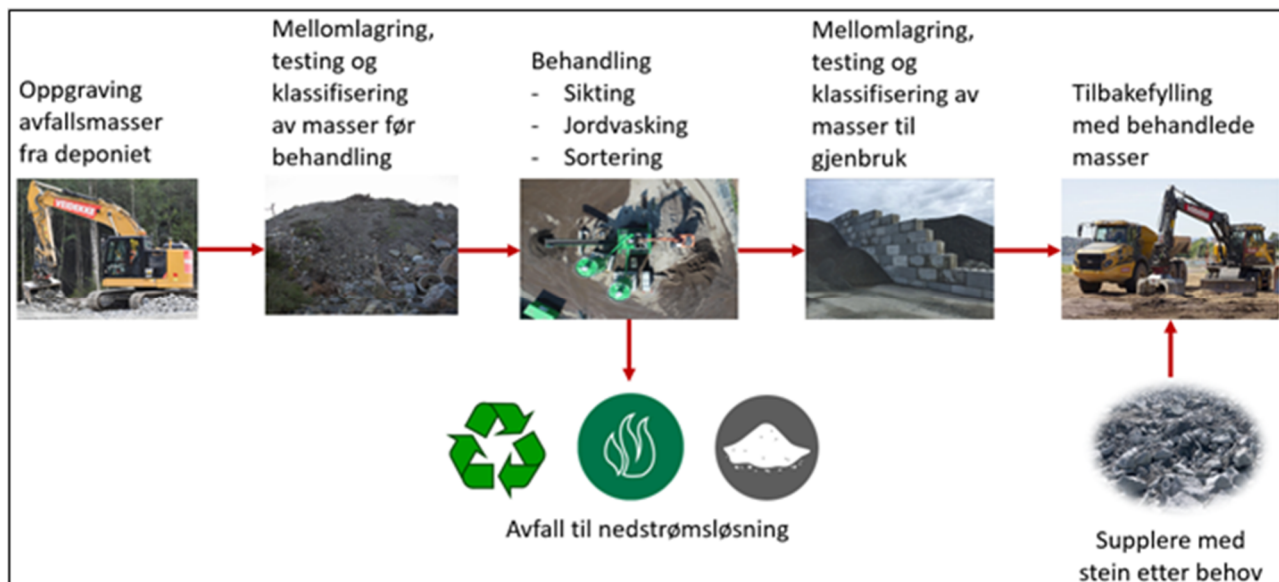 Oppgraving
avfallsmasser
fra deponiet
VEIDEKKE
Mellomlagring,
testing og
klassifisering
av masser før
behandling
Behandling
- Sikting
- Jordvasking
- Sortering
Mellomlagring,
testing og
klassifisering av
masser til
gjenbruk
Tilbakefylling
med behandlede
masser
Avfall til nedstrømsløsning
Supplere med
stein etter behov